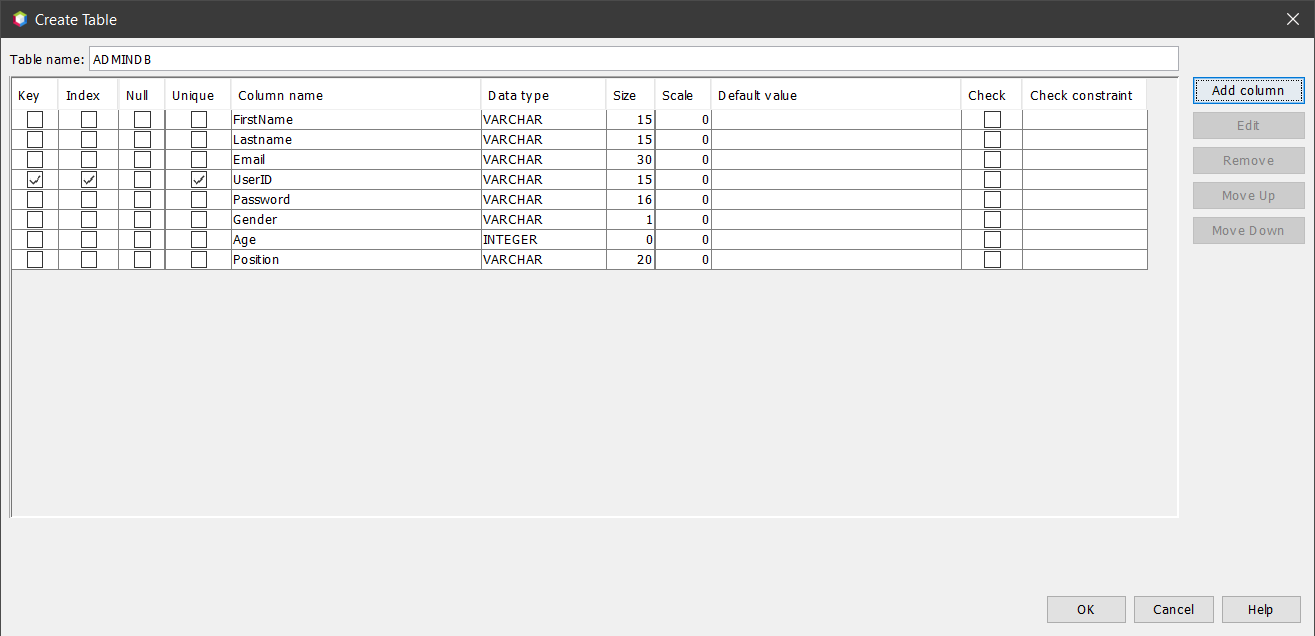 Create Table
Table name: ADMINDB
Key Index Null Unique Column name Data type Size Scale Default value Check Check constraint
FirstName VARCHAR 15 0
Lastname VARCHAR 15 0
Email VARCHAR 30 0
UserID VARCHAR 15 0
Password VARCHAR 16 0
Gender VARCHAR 1 0
Age INTEGER 0 0
Position VARCHAR 20 0
Add column
Edit
Remove
Move Up
Move Down
OK Cancel Help